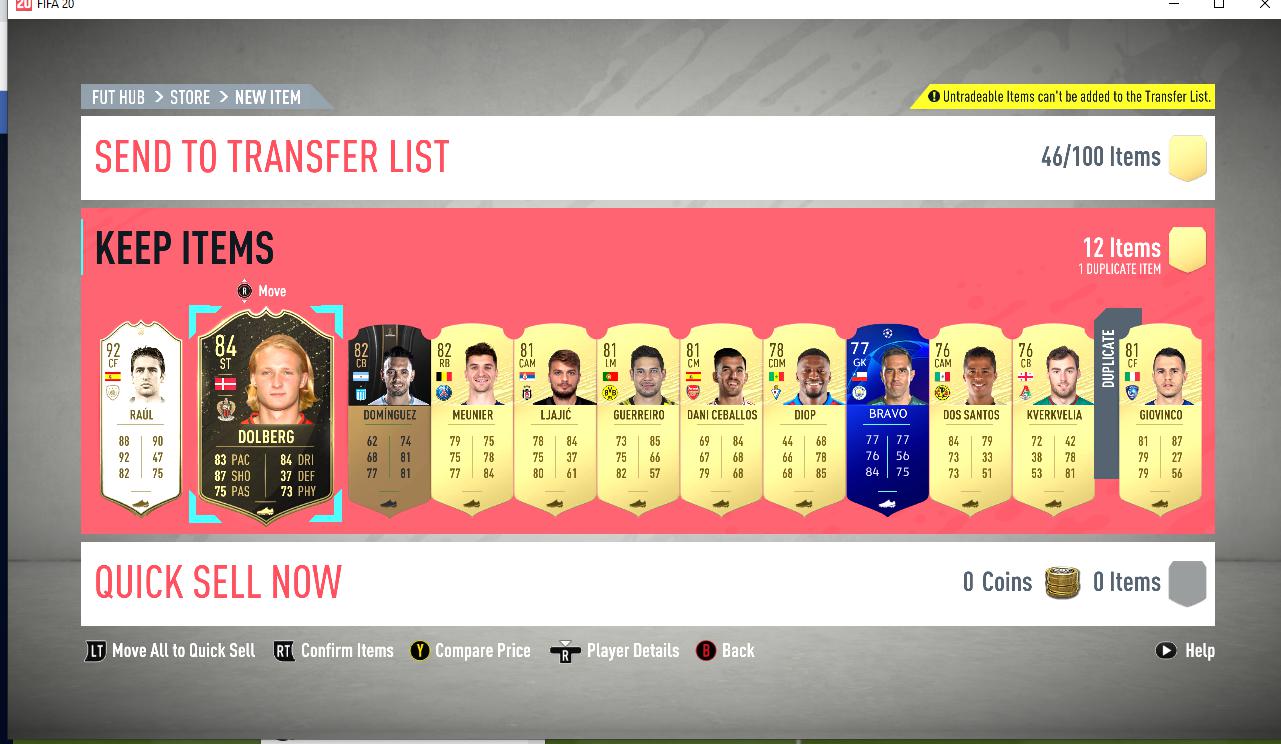 20 FIFA 20
FUT HUB > STORE > NEW ITEM
Untradeable Items can't be added to the Transfer List.
SEND TO TRANSFER LIST
46/100 Items
KEEP ITEMS
12 Items
1 DUPLICATE ITEM
R Move
92 CF RAÚL
88 90
92 47
82 75
84 ST DOLBERG
83 PAC 84 DRI
87 SHO 37 DEF
75 PAS 73 PHY
82 CB DOMÍNGUEZ
62 74
68 81
77 81
82 RB MEUNIER
79 75
75 78
77 84
81 CAM LJAJIĆ
78 84
75 37
80 61
81 LM GUERREIRO
73 85
75 66
82 57
81 CM DANI CEBALLOS
69 84
67 68
79 68
78 CDM DIOP
44 68
66 78
68 85
77 GK BRAVO
77 77
76 56
84 75
76 CAM DOS SANTOS
84 79
73 33
73 51
76 CB KVERKVELIA
72 42
38 78
53 81
DUPLICATE
81 CF GIOVINCO
81 87
79 27
79 56
QUICK SELL NOW
0 Coins
0 Items
LT Move All to Quick Sell RT Confirm Items Y Compare Price R Player Details B Back
Help